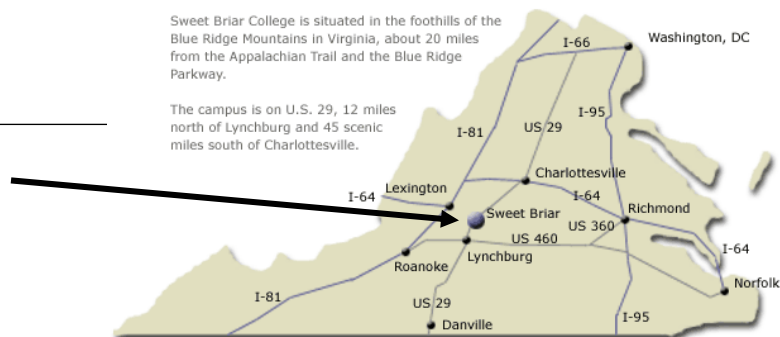 Sweet Briar College is situated in the foothills of the
Blue Ridge Mountains in Virginia, about 20 miles
from the Appalachian Trail and the Blue Ridge
Parkway.
The campus is on U.S. 29, 12 miles
north of Lynchburg and 45 scenic
miles south of Charlottesville.
Washington, DC
I-66
I-95
I-81
US 29
Charlottesville
Lexington
I-64
I-64
Sweet Briar
Richmond
US 360
US 460
I-64
Lynchburg
Roanoke
Norfolk
I-81
US 29
I-95
Danville